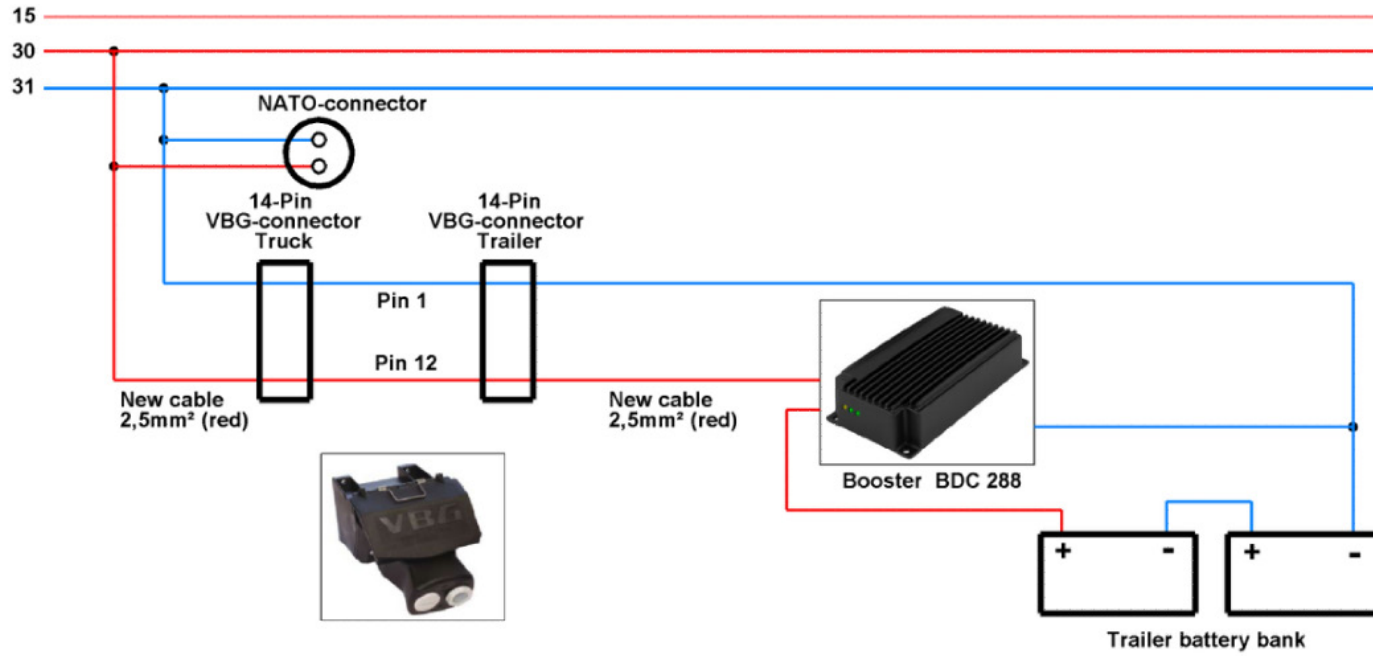 15
30
31
NATO-connector
14-Pin
VBG-connector
Truck
14-Pin
VBG-connector
Trailer
Pin 1
Pin 12
New cable
2,5mm² (red)
New cable
2,5mm² (red)
VBG
Booster BDC 288
+ -
+ -
Trailer battery bank